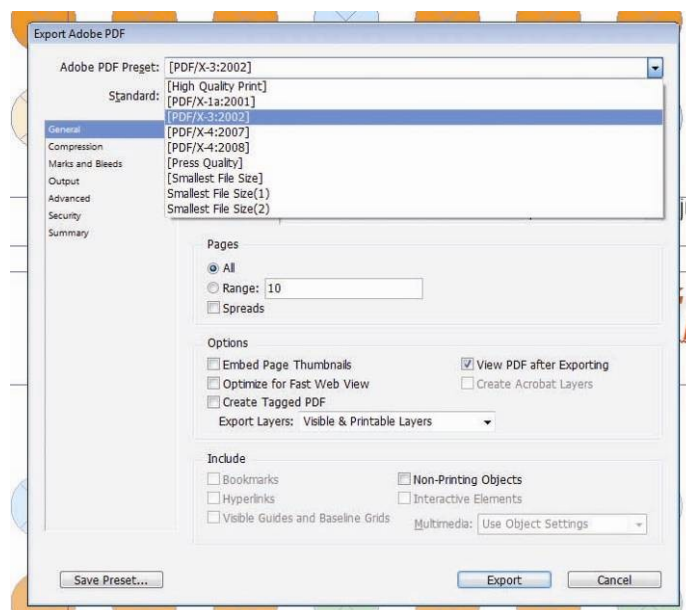 Export Adobe PDF
Adobe PDF Preset: [PDF/X-3:2002]
Standard:
[High Quality Print]
[PDF/X-1a:2001]
[PDF/X-3:2002]
[PDF/X-4:2007]
[PDF/X-4:2008]
[Press Quality]
[Smallest File Size]
Smallest File Size(1)
Smallest File Size(2)
General
Compression
Marks and Bleeds
Output
Advanced
Security
Summary
Pages
All
Range: 10
Spreads
Options
Embed Page Thumbnails
View PDF after Exporting
Optimize for Fast Web View
Create Acrobat Layers
Create Tagged PDF
Export Layers: Visible & Printable Layers
Include
Bookmarks
Non-Printing Objects
Hyperlinks
Interactive Elements
Visible Guides and Baseline Grids
Multimedia: Use Object Settings
Save Preset...
Export
Cancel